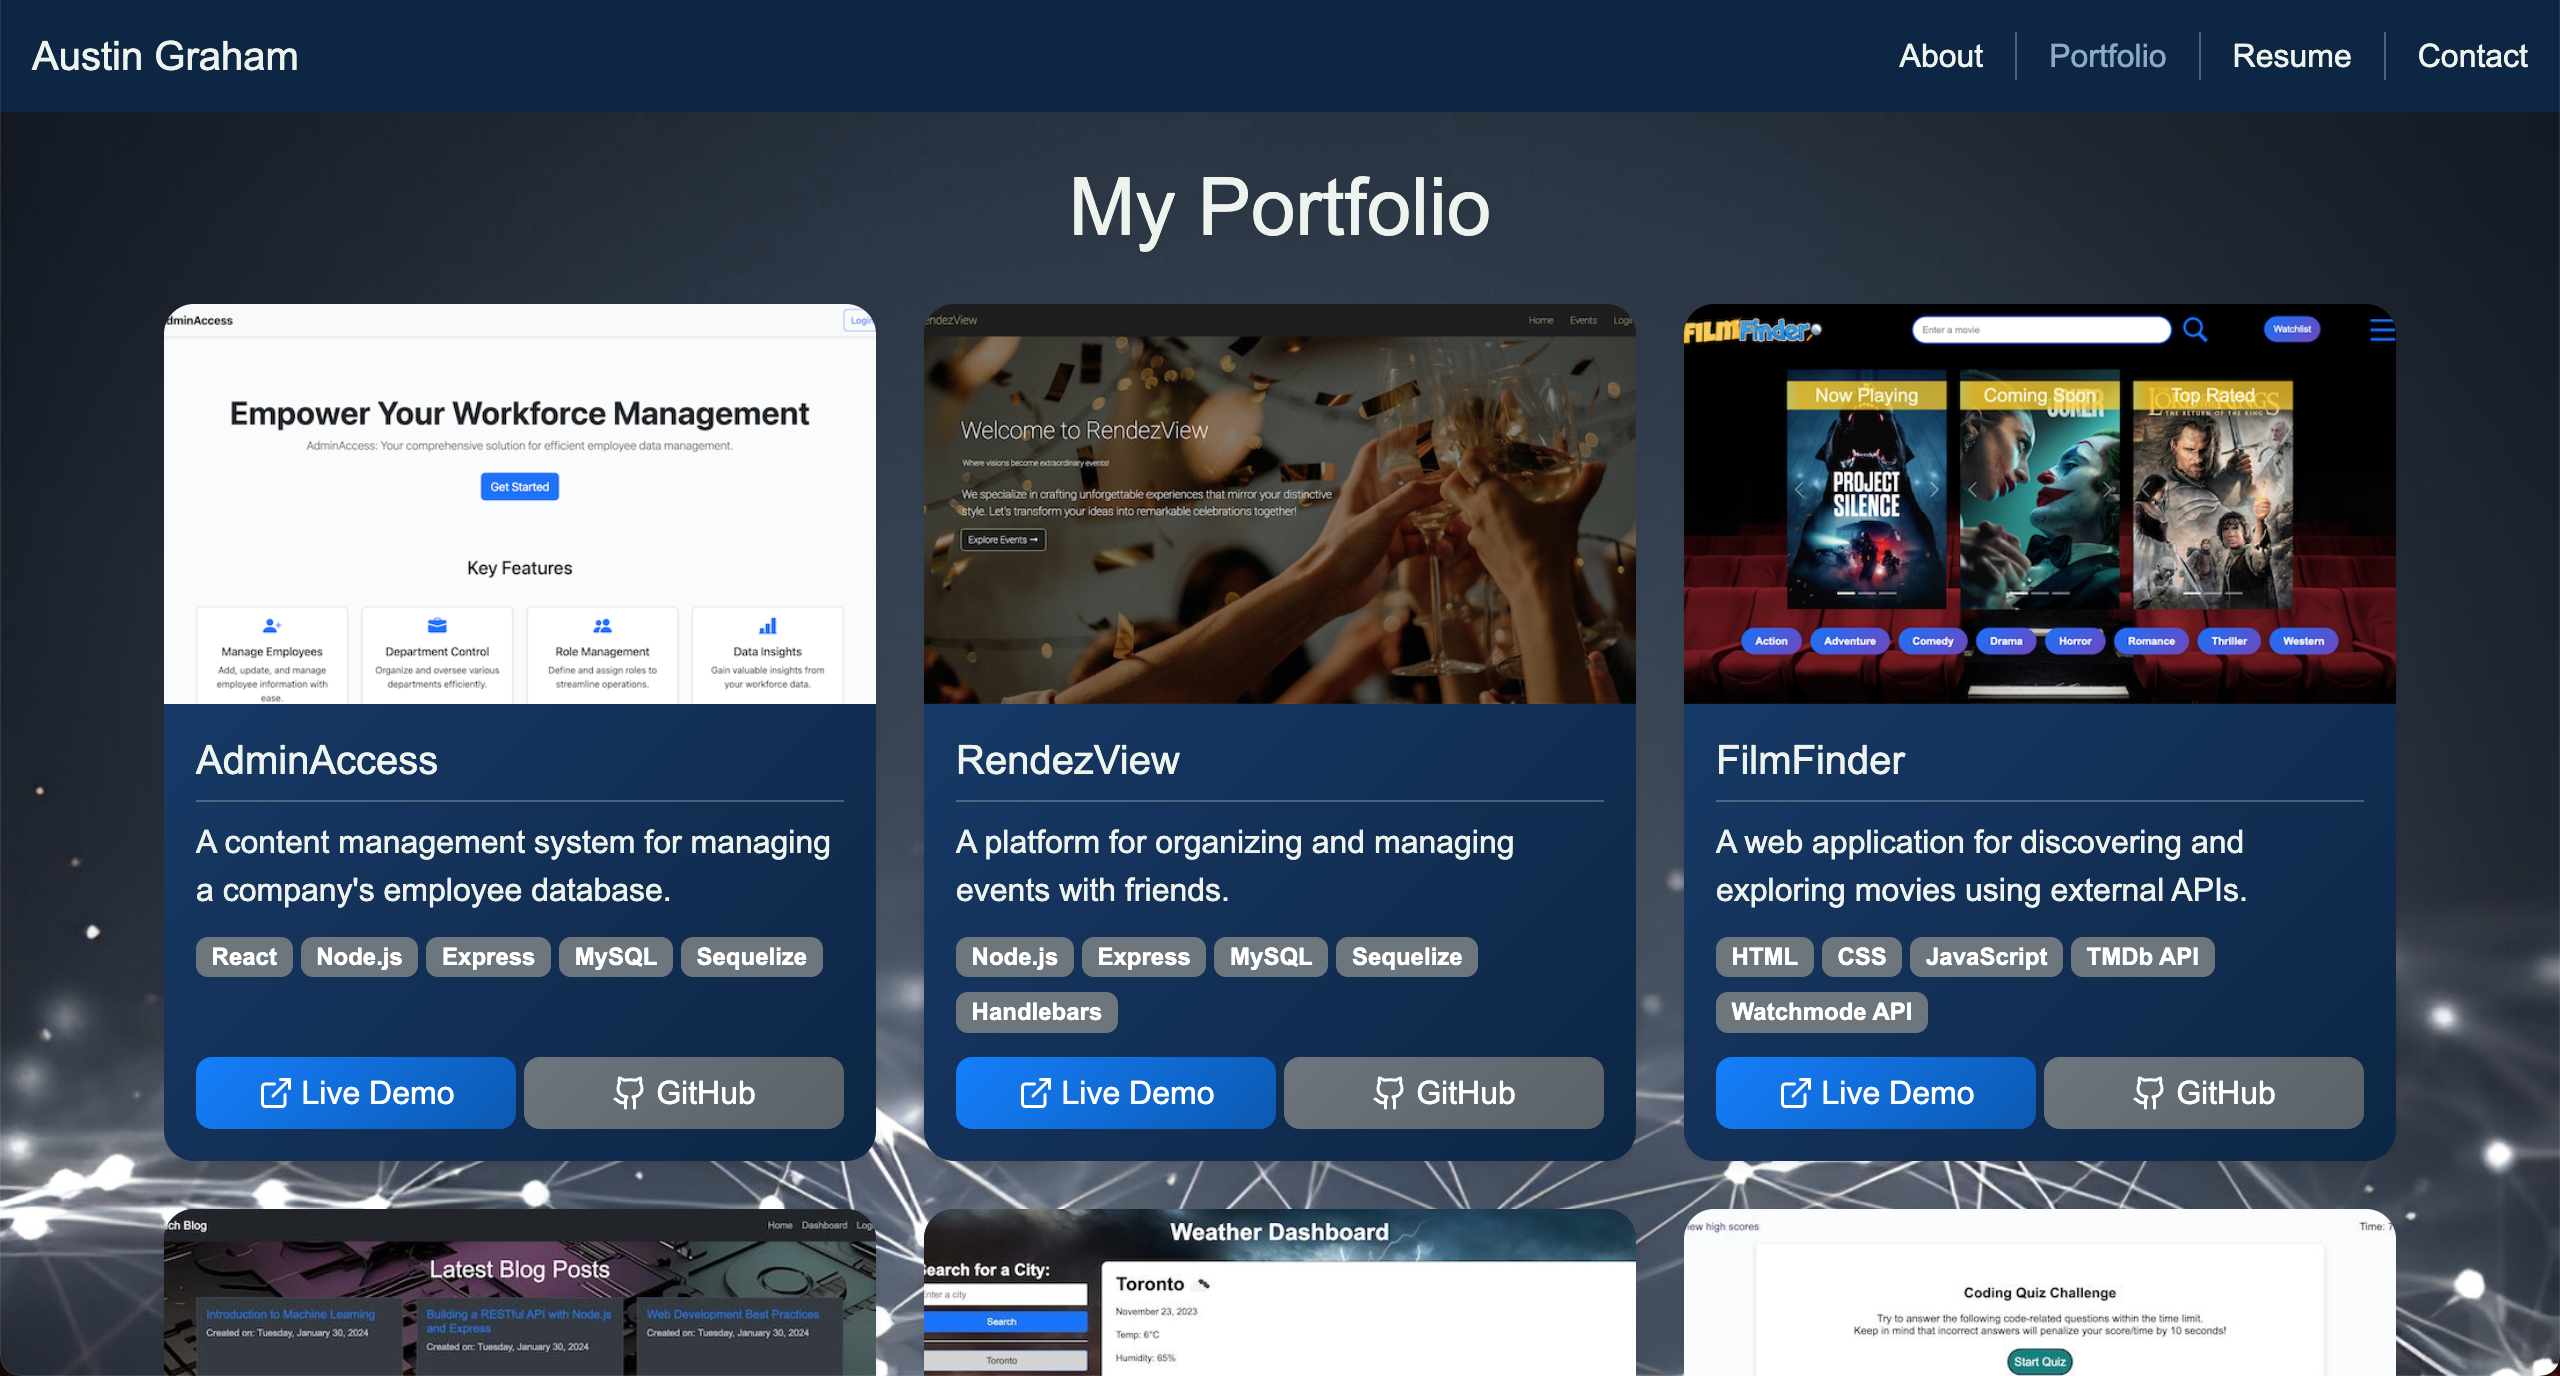 Austin Graham
About
Portfolio
Resume
Contact
My Portfolio
dminAccess
Login
Empower Your Workforce Management
AdminAccess: Your comprehensive solution for efficient employee data management.
Get Started
Key Features
Manage Employees
Add, update, and manage
employee information with
ease.
Department Control
Organize and oversee various
departments efficiently.
Role Management
Define and assign roles to
streamline operations.
Data Insights
Gain valuable insights from
your workforce data.
AdminAccess
A content management system for managing
a company's employee database.
React Node.js Express MySQL Sequelize
Live Demo
GitHub
endezView
Home Events Logi
Welcome to RendezView
Where visions become extraordinary events!
We specialize in crafting unforgettable experiences that mirror your distinctive
style. Let's transform your ideas into remarkable celebrations together!
Explore Events →
RendezView
A platform for organizing and managing
events with friends.
Node.js Express MySQL Sequelize
Handlebars
Live Demo
GitHub
FILMFinder
Enter a movie
Watchlist
Now Playing
PROJECT
SILENCE
Coming Soon
JOKER
Top Rated
THE RETURN OF THE KING
Action Adventure Comedy Drama Horror Romance Thriller Western
FilmFinder
A web application for discovering and
exploring movies using external APIs.
HTML CSS JavaScript TMDb API
Watchmode API
Live Demo
GitHub
ch Blog
Home Dashboard Log
Latest Blog Posts
Introduction to Machine Learning
Created on: Tuesday, January 30, 2024
Building a RESTful API with Node.js
and Express
Created on: Tuesday, January 30, 2024
Web Development Best Practices
Created on: Tuesday, January 30, 2024
Weather Dashboard
Search for a City:
Enter a city
Search
Toronto
Toronto
November 23, 2023
Temp: 6°C
Humidity: 65%
iew high scores
Time: 7
Coding Quiz Challenge
Try to answer the following code-related questions within the time limit.
Keep in mind that incorrect answers will penalize your score/time by 10 seconds!
Start Quiz